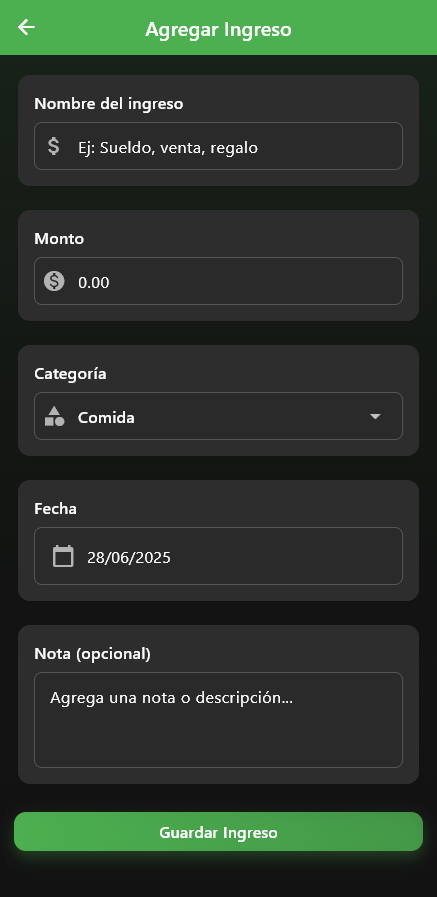 Agregar Ingreso
Nombre del ingreso
Ej: Sueldo, venta, regalo
Monto
0.00
Categoría
Comida
Fecha
28/06/2025
Nota (opcional)
Agrega una nota o descripción...
Guardar Ingreso